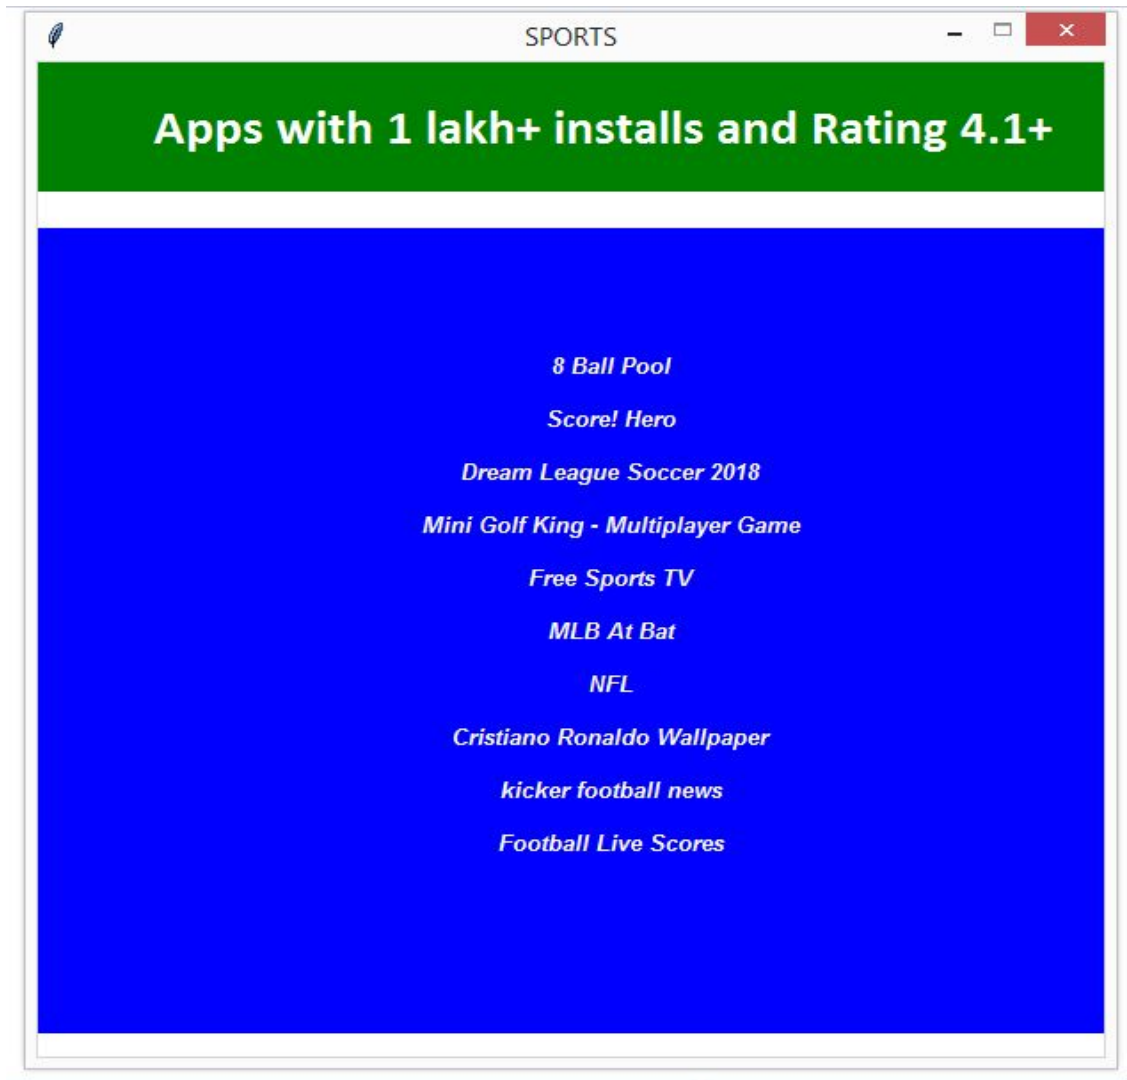 SPORTS
Apps with 1 lakh+ installs and Rating 4.1+
8 Ball Pool
Score! Hero
Dream League Soccer 2018
Mini Golf King - Multiplayer Game
Free Sports TV
MLB At Bat
NFL
Cristiano Ronaldo Wallpaper
kicker football news
Football Live Scores